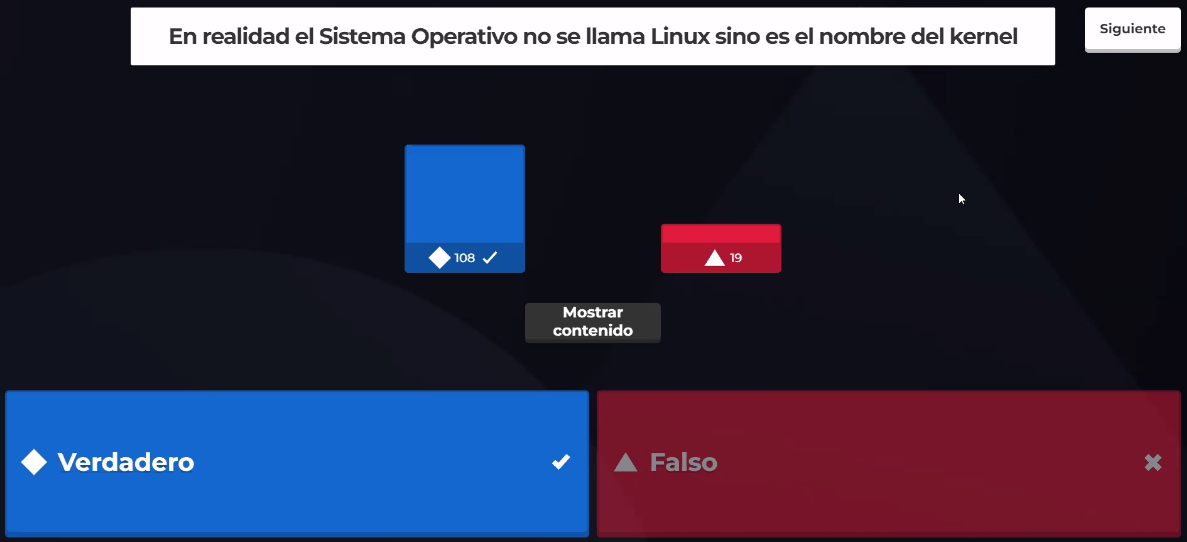 En realidad el Sistema Operativo no se llama Linux sino es el nombre del kernel
Siguiente
108
19
Mostrar
contenido
Verdadero
Falso